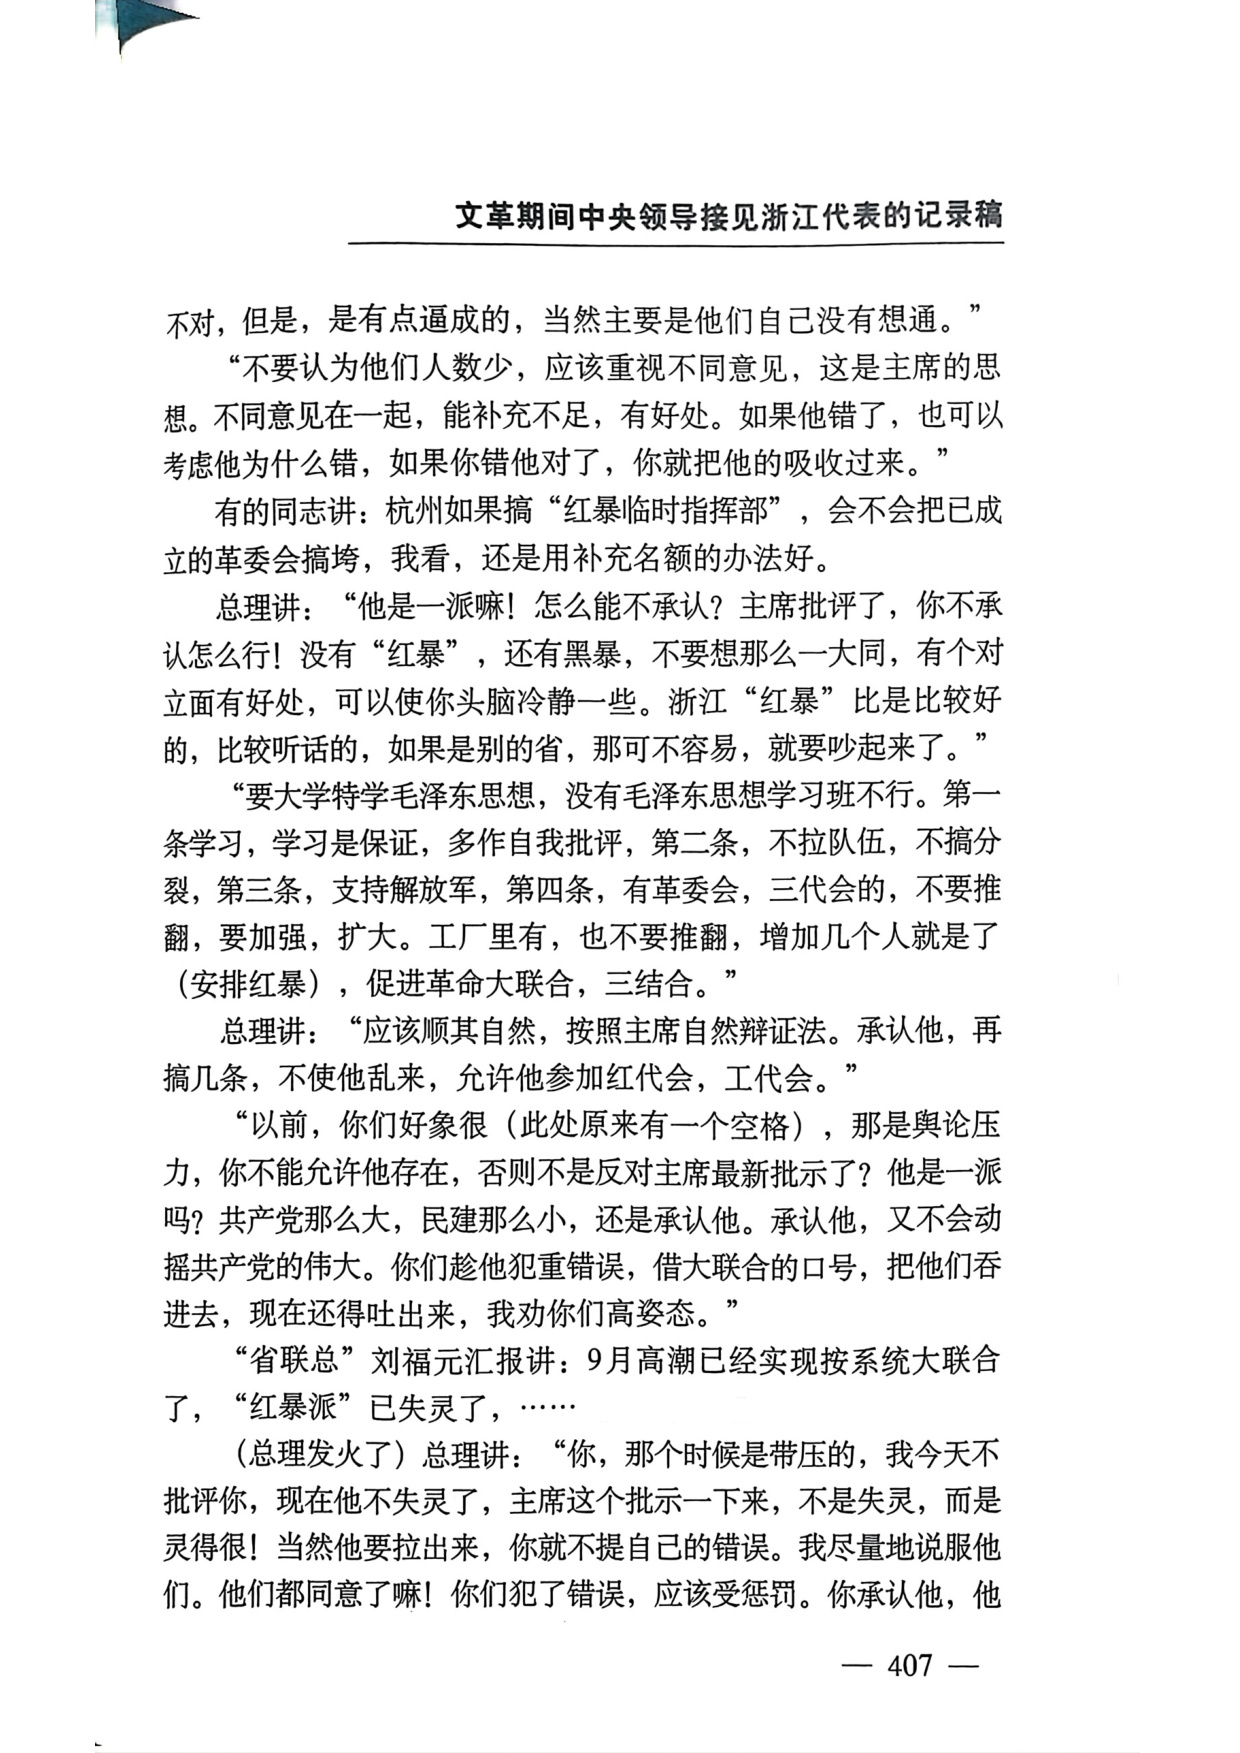 文革期间中央领导接见浙江代表的记录稿
不对，但是，是有点逼成的，当然主要是他们自己没有想通。”
“不要认为他们人数少，应该重视不同意见，这是主席的思
想。不同意见在一起，能补充不足，有好处。如果他错了，也可以
考虑他为什么错，如果你错他对了，你就把他的吸收过来。”
有的同志讲：杭州如果搞“红暴临时指挥部”，会不会把已成
立的革委会搞垮，我看，还是用补充名额的办法好。
总理讲：“他是一派嘛！怎么能不承认？主席批评了，你不承
认怎么行！没有“红暴”，还有黑暴，不要想那么一大同，有个对
立面有好处，可以使你头脑冷静一些。浙江“红暴”比是比较好
的，比较听话的，如果是别的省，那可不容易，就要吵起来了。”
“要大学特学毛泽东思想，没有毛泽东思想学习班不行。第一
条学习，学习是保证，多作自我批评，第二条，不拉队伍，不搞分
裂，第三条，支持解放军，第四条，有革委会，三代会的，不要推
翻，要加强，扩大。工厂里有，也不要推翻，增加几个人就是了
（安排红暴），促进革命大联合，三结合。”
总理讲：“应该顺其自然，按照主席自然辩证法。承认他，再
搞几条，不使他乱来，允许他参加红代会，工代会。”
“以前，你们好象很（此处原来有一个空格），那是舆论压
力，你不能允许他存在，否则不是反对主席最新批示了？他是一派
吗？共产党那么大，民建那么小，还是承认他。承认他，又不会动
摇共产党的伟大。你们趁他犯重错误，借大联合的口号，把他们吞
进去，现在还得吐出来，我劝你们高姿态。”
“省联总”刘福元汇报讲：9月高潮已经实现按系统大联合
了，“红暴派”已失灵了，……
（总理发火了）总理讲：“你，那个时候是带压的，我今天不
批评你，现在他不失灵了，主席这个批示一下来，不是失灵，而是
灵得很！当然他要拉出来，你就不提自己的错误。我尽量地说服他
们。他们都同意了嘛！你们犯了错误，应该受惩罚。你承认他，他
— 407 —